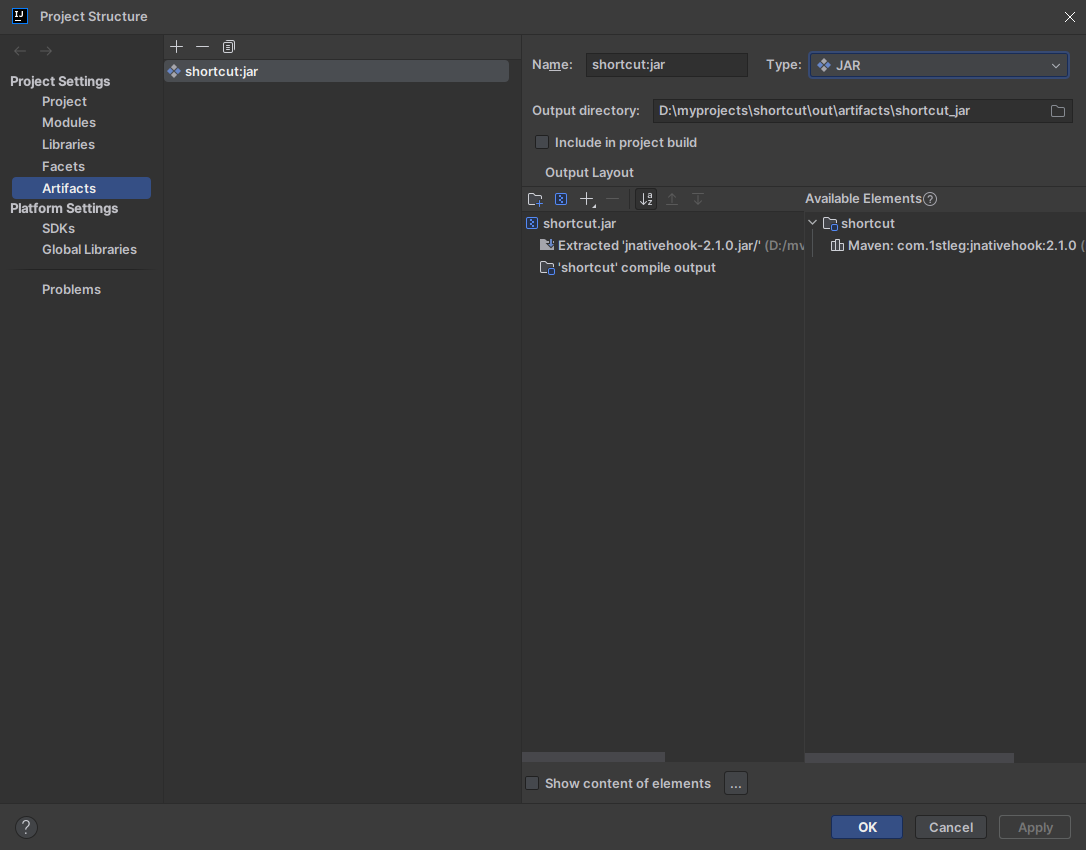 Project Structure
Project Settings
Project
Modules
Libraries
Facets
Artifacts
Platform Settings
SDKs
Global Libraries
Problems
shortcut:jar
Name: shortcut:jar Type: JAR
Output directory: D:\myprojects\shortcut\out\artifacts\shortcut_jar
Include in project build
Output Layout
Available Elements
shortcut.jar
Extracted 'jnativehook-2.1.0.jar/' (D:/my
'shortcut' compile output
shortcut
Maven: com.1stleg:jnativehook:2.1.0 (
Show content of elements ...
? OK Cancel Apply